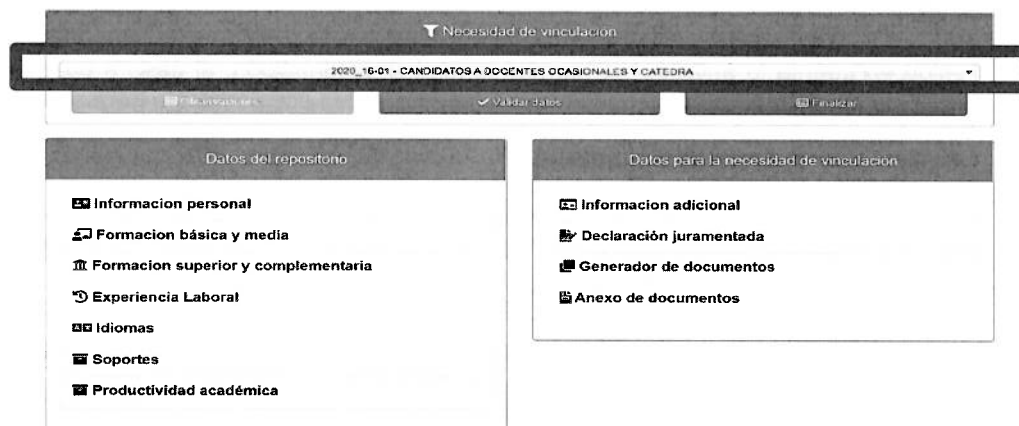 Necesidad de vinculación
2020_16-01 - CANDIDATOS A DOCENTES OCASIONALES Y CATEDRA
Validar datos
Finalizar
Datos del repositorio
Informacion personal
Formacion básica y media
Formacion superior y complementaria
Experiencia Laboral
Idiomas
Soportes
Productividad académica
Datos para la necesidad de vinculación
Informacion adicional
Declaración juramentada
Generador de documentos
Anexo de documentos